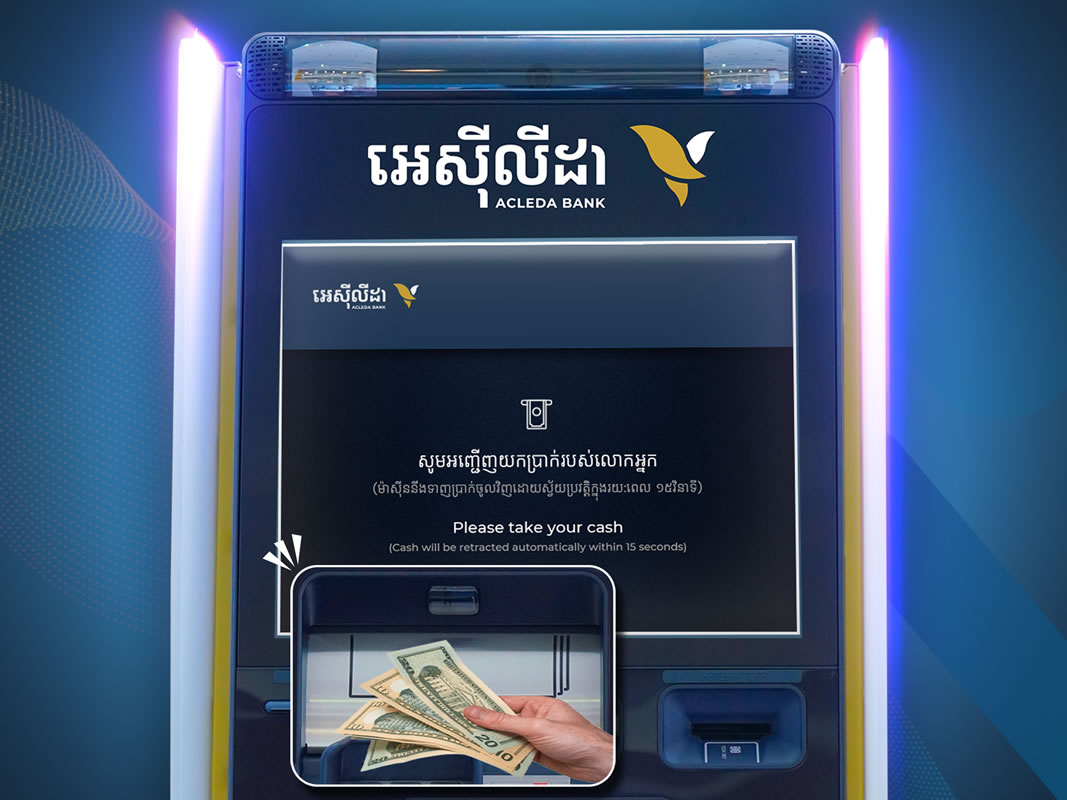 អេស៊ីលីដា
ACLEDA BANK
អេស៊ីលីដា
ACLEDA BANK
សូមអញ្ជើញយកប្រាក់របស់លោកអ្នក
(ម៉ាស៊ីននឹងទាញប្រាក់ចូលវិញដោយស្វ័យប្រវត្តិក្នុងរយៈពេល ១៥វិនាទី)
Please take your cash
(Cash will be retracted automatically within 15 seconds)
20
10
20
10